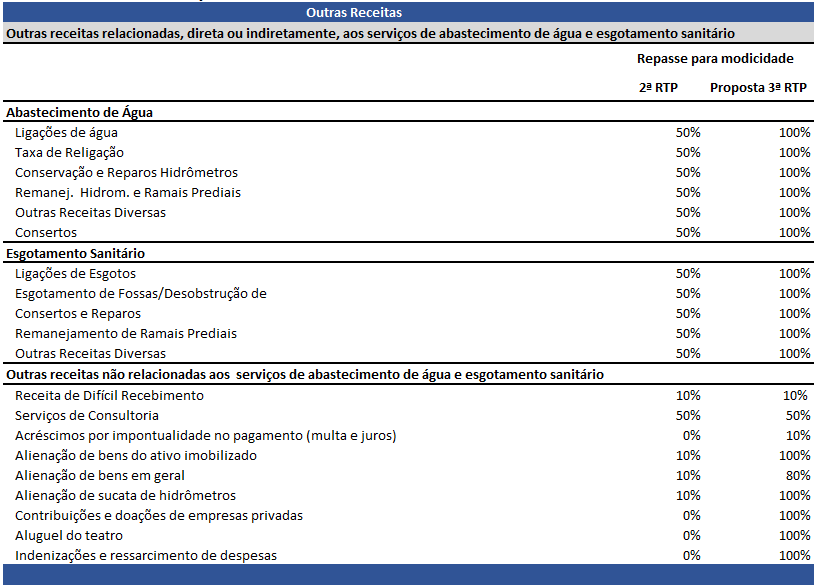 Outras Receitas
Outras receitas relacionadas, direta ou indiretamente, aos serviços de abastecimento de água e esgotamento sanitário
Repasse para modicidade
2ª RTP Proposta 3ª RTP
Abastecimento de Água
Ligações de água 50% 100%
Taxa de Religação 50% 100%
Conservação e Reparos Hidrômetros 50% 100%
Remanej. Hidrom. e Ramais Prediais 50% 100%
Outras Receitas Diversas 50% 100%
Consertos 50% 100%
Esgotamento Sanitário
Ligações de Esgotos 50% 100%
Esgotamento de Fossas/Desobstrução de 50% 100%
Consertos e Reparos 50% 100%
Remanejamento de Ramais Prediais 50% 100%
Outras Receitas Diversas 50% 100%
Outras receitas não relacionadas aos serviços de abastecimento de água e esgotamento sanitário
Receita de Difícil Recebimento 10% 10%
Serviços de Consultoria 50% 50%
Acréscimos por impontualidade no pagamento (multa e juros) 0% 10%
Alienação de bens do ativo imobilizado 10% 100%
Alienação de bens em geral 10% 80%
Alienação de sucata de hidrômetros 10% 100%
Contribuições e doações de empresas privadas 0% 100%
Aluguel do teatro 0% 100%
Indenizações e ressarcimento de despesas 0% 100%